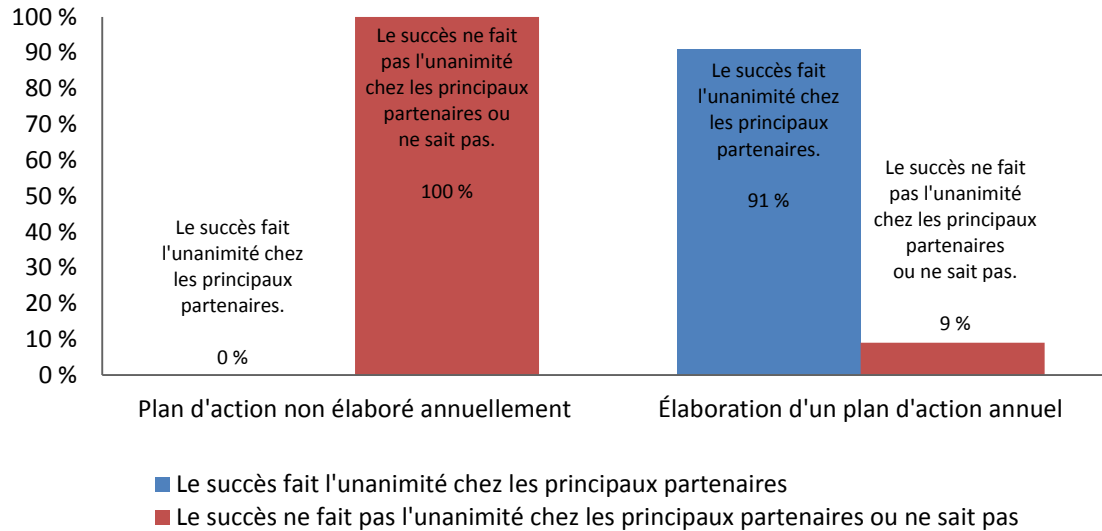 100 %
90 %
80 %
70 %
60 %
50 %
40 %
30 %
20 %
10 %
0 %
Le succès fait
l'unanimité chez
les principaux
partenaires.
0 %
Le succès ne fait
pas l'unanimité
chez les principaux
partenaires ou
ne sait pas.
100 %
Le succès fait
l'unanimité chez
les principaux
partenaires.
91 %
Le succès ne fait
pas l'unanimité
chez les principaux
partenaires
ou ne sait pas.
9 %
Plan d'action non élaboré annuellement
Élaboration d'un plan d'action annuel
Le succès fait l'unanimité chez les principaux partenaires
Le succès ne fait pas l'unanimité chez les principaux partenaires ou ne sait pas